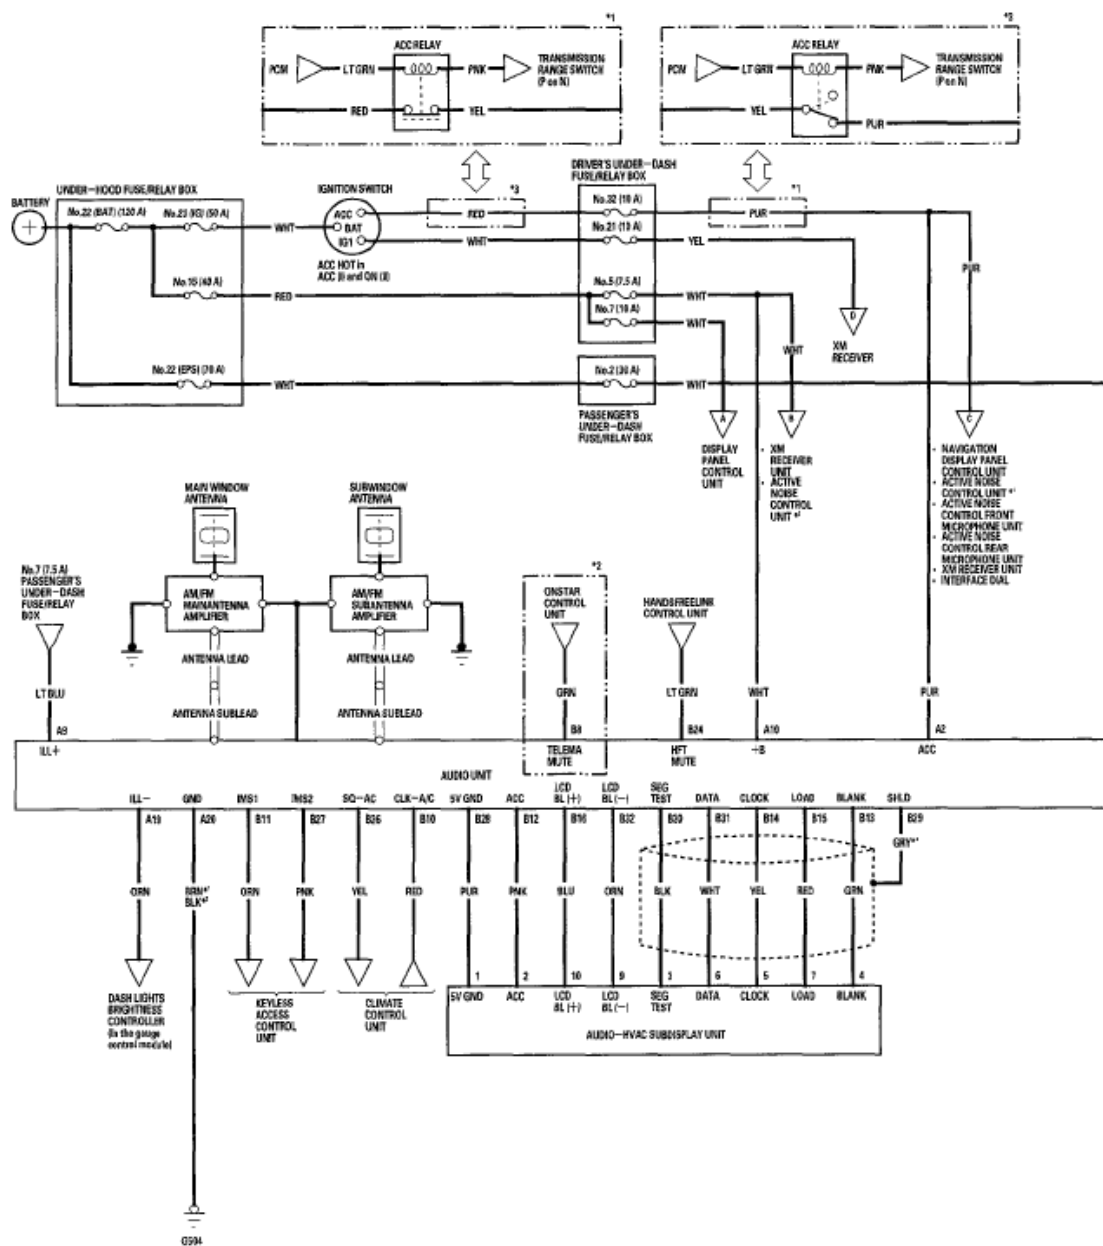 *1
*2
ACC RELAY
PCM
LT GRN
PNK
TRANSMISSION
RANGE SWITCH
(P or N)
RED
YEL
ACC RELAY
PCM
LT GRN
PNK
TRANSMISSION
RANGE SWITCH
(P or N)
YEL
PUR
UNDER-HOOD FUSE/RELAY BOX
BATTERY
No.22 (BAT) (120 A)
No.23 (IG) (50 A)
WHT
No.15 (40 A)
RED
No.22 (EPS) (70 A)
WHT
IGNITION SWITCH
ACC
BAT
IG1
ACC HOT in
ACC (I) and ON (II)
*3
RED
WHT
DRIVER'S UNDER-DASH
FUSE/RELAY BOX
No.32 (10 A)
No.21 (10 A)
No.5 (7.5 A)
No.7 (10 A)
No.2 (30 A)
PASSENGER'S
UNDER-DASH
FUSE/RELAY BOX
*1
PUR
YEL
WHT
WHT
WHT
WHT
PUR
D
XM
RECEIVER
A
DISPLAY
PANEL
CONTROL
UNIT
B
· XM
RECEIVER
UNIT
· ACTIVE
NOISE
CONTROL
UNIT
C
· NAVIGATION
DISPLAY PANEL
CONTROL UNIT
· ACTIVE NOISE
CONTROL UNIT
· ACTIVE NOISE
CONTROL FRONT
MICROPHONE UNIT
· ACTIVE NOISE
CONTROL REAR
MICROPHONE UNIT
· XM RECEIVER UNIT
· INTERFACE DIAL
MAIN WINDOW
ANTENNA
SUBWINDOW
ANTENNA
No.7 (7.5 A)
PASSENGER'S
UNDER-DASH
FUSE/RELAY
BOX
LT BLU
A9
ILL+
AM/FM
MAINANTENNA
AMPLIFIER
ANTENNA LEAD
ANTENNA SUBLEAD
AM/FM
SUBANTENNA
AMPLIFIER
ANTENNA LEAD
ANTENNA SUBLEAD
*2
ONSTAR
CONTROL
UNIT
GRN
B8
TELEMA
MUTE
HANDSFREELINK
CONTROL UNIT
LT GRN
B24
HFT
MUTE
WHT
A10
+B
PUR
A2
ACC
AUDIO UNIT
ILL- GND IMS1 IMS2 SQ-AC CLK-A/C 5V GND ACC LCD BL (+) LCD BL (-) SEG TEST DATA CLOCK LOAD BLANK SHLD
A19 A20 B11 B27 B26 B10 B28 B12 B16 B32 B30 B31 B14 B15 B13 B29
GRY
ORN BRN ORN PNK YEL RED PUR PNK BLU ORN BLK WHT YEL RED GRN
BLK
DASH LIGHTS
BRIGHTNESS
CONTROLLER
(In the gauge
control module)
KEYLESS
ACCESS
CONTROL
UNIT
CLIMATE
CONTROL
UNIT
1 2 10 9 3 6 5 7 4
5V GND ACC LCD BL (+) LCD BL (-) SEG TEST DATA CLOCK LOAD BLANK
AUDIO-HVAC SUBDISPLAY UNIT
G504